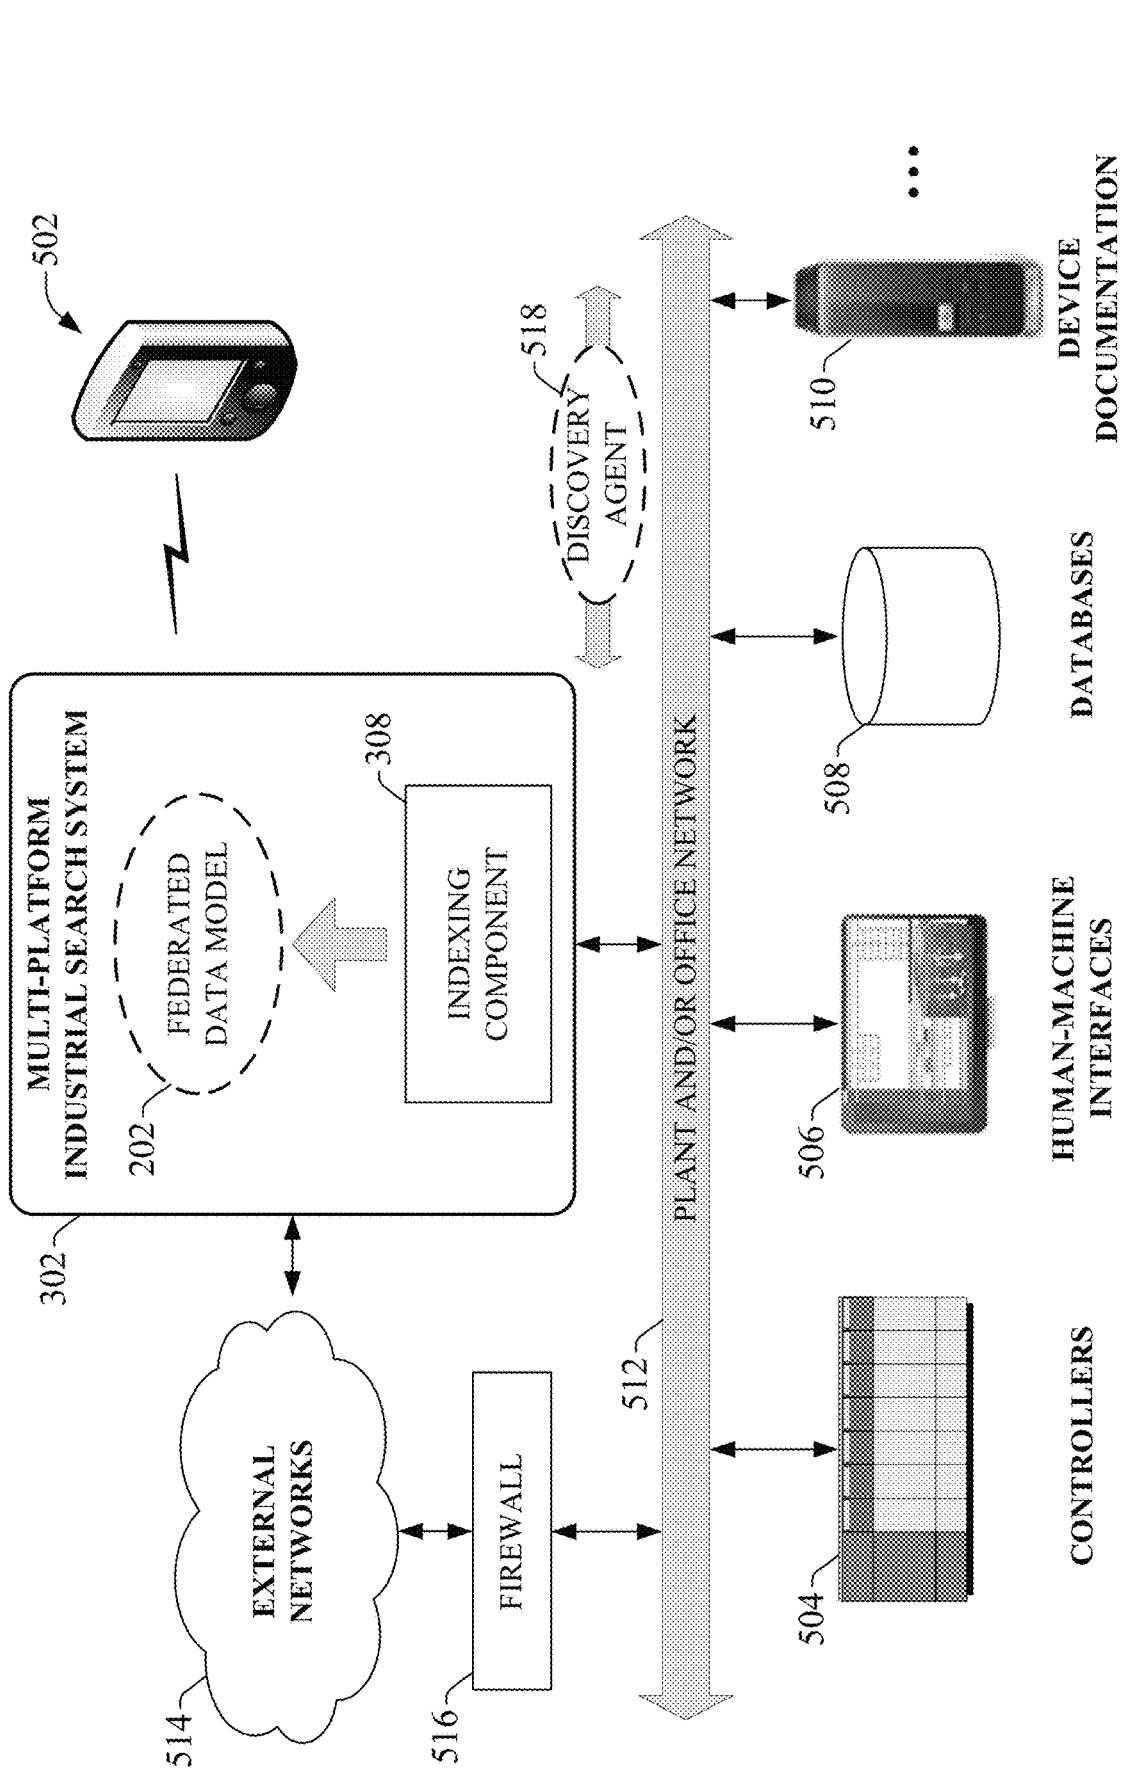 502
MULTI-PLATFORM
INDUSTRIAL SEARCH SYSTEM
302
202
FEDERATED
DATA MODEL
308
INDEXING
COMPONENT
514
EXTERNAL
NETWORKS
516
FIREWALL
518
DISCOVERY
AGENT
512
PLANT AND/OR OFFICE NETWORK
504
CONTROLLERS
506
HUMAN-MACHINE
INTERFACES
508
DATABASES
510
DEVICE
DOCUMENTATION